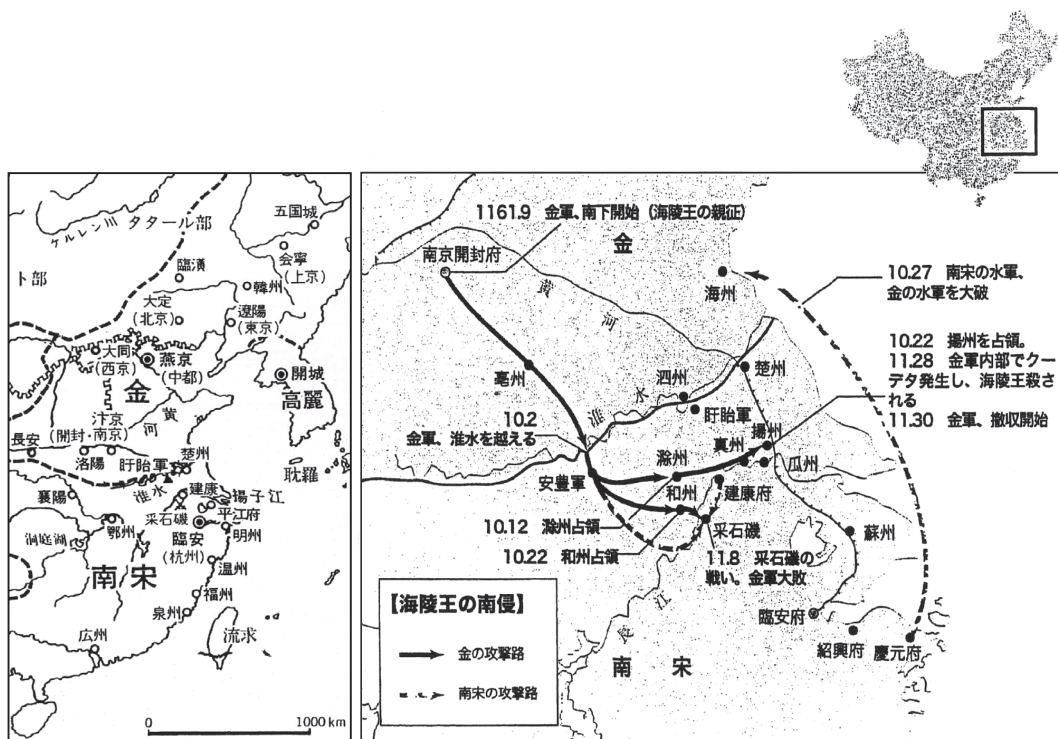 五国城
ケルレン川
タタール部
会寧
(上京)
ト部
臨潢
韓州
大定
(北京)
遼陽
(東京)
大同
(西京)
燕京
(中都)
開城
金
高麗
汴京
(開封・南京)
黄
河
長安
洛陽
盱眙軍
楚州
耽羅
淮水
襄陽
建康
揚子江
采石磯
平江府
鄂州
臨安
(杭州)
明州
洞庭湖
南宋
温州
福州
泉州
流求
広州
0
1000km
1161.9 金軍、南下開始(海陵王の親征)
金
南京開封府
海州
10.27 南宋の水軍、
金の水軍を大破
黄
河
10.22 揚州を占領。
11.28 金軍内部でクー
デタ発生し、海陵王殺さ
れる
11.30 金軍、撤収開始
亳州
泗州
楚州
淮水
盱眙軍
10.2
金軍、淮水を越える
真州
揚州
滁州
瓜州
安豊軍
和州
建康府
采石磯
10.12 滁州占領
10.22 和州占領
蘇州
11.8 采石磯の
戦い。金軍大敗
江
臨安府
紹興府
慶元府
南宋
【海陵王の南侵】
金の攻撃路
南宋の攻撃路